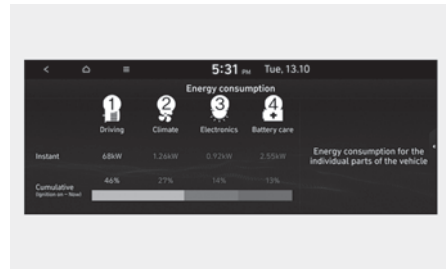 5:31 PM Tue, 13.10
Energy consumption
1 2 3 4
Driving Climate Electronics Battery care
Instant 68kW 1.26kW 0.92kW 2.55kW
Energy consumption for the
individual parts of the vehicle
Cumulative 46% 27% 14% 13%
(Ignition on - Now)